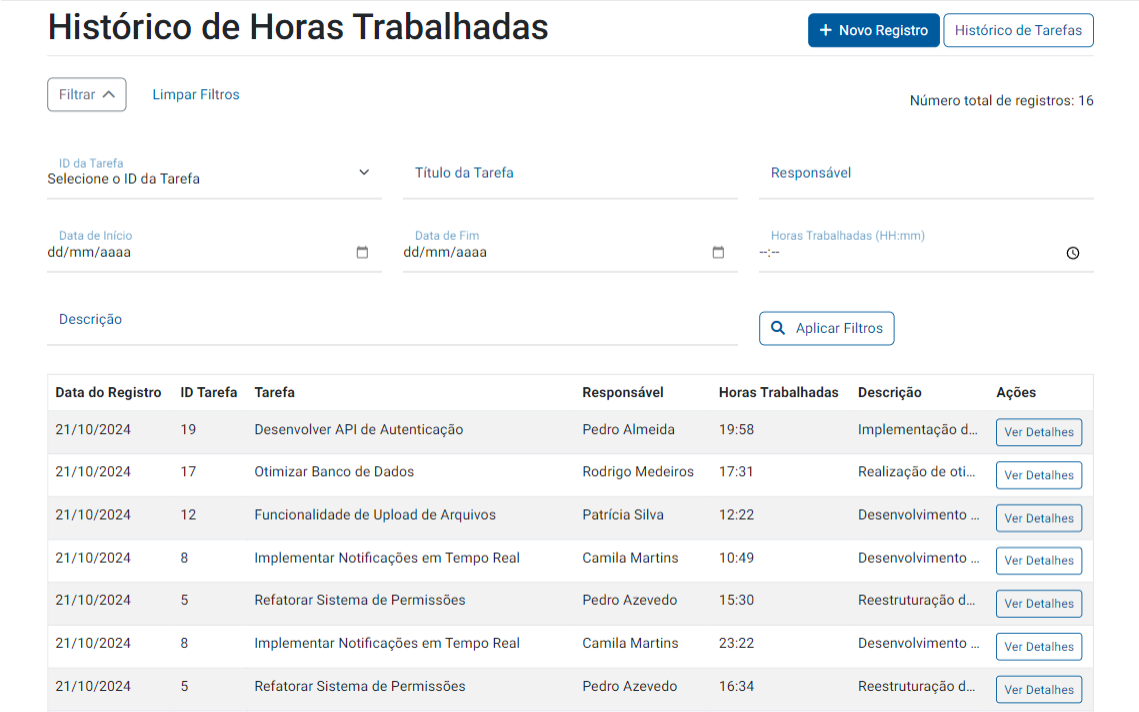 Histórico de Horas Trabalhadas
+ Novo Registro
Histórico de Tarefas
Filtrar
Limpar Filtros
Número total de registros: 16
ID da Tarefa
Selecione o ID da Tarefa
Título da Tarefa
Responsável
Data de Início
dd/mm/aaaa
Data de Fim
dd/mm/aaaa
Horas Trabalhadas (HH:mm)
--:--
Descrição
Aplicar Filtros
Data do Registro ID Tarefa Tarefa Responsável Horas Trabalhadas Descrição Ações
21/10/2024 19 Desenvolver API de Autenticação Pedro Almeida 19:58 Implementação d... Ver Detalhes
21/10/2024 17 Otimizar Banco de Dados Rodrigo Medeiros 17:31 Realização de oti... Ver Detalhes
21/10/2024 12 Funcionalidade de Upload de Arquivos Patrícia Silva 12:22 Desenvolvimento ... Ver Detalhes
21/10/2024 8 Implementar Notificações em Tempo Real Camila Martins 10:49 Desenvolvimento ... Ver Detalhes
21/10/2024 5 Refatorar Sistema de Permissões Pedro Azevedo 15:30 Reestruturação d... Ver Detalhes
21/10/2024 8 Implementar Notificações em Tempo Real Camila Martins 23:22 Desenvolvimento ... Ver Detalhes
21/10/2024 5 Refatorar Sistema de Permissões Pedro Azevedo 16:34 Reestruturação d... Ver Detalhes